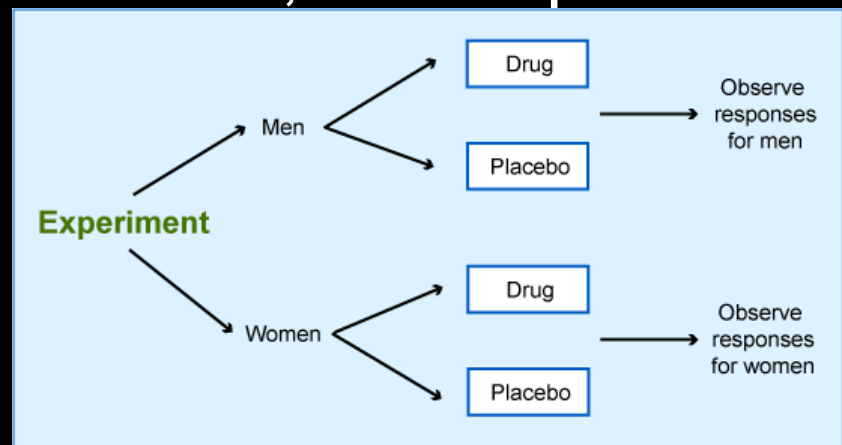 Drug
Observe
responses
for men
Men
Placebo
Experiment
Drug
Women
Observe
responses
for women
Placebo